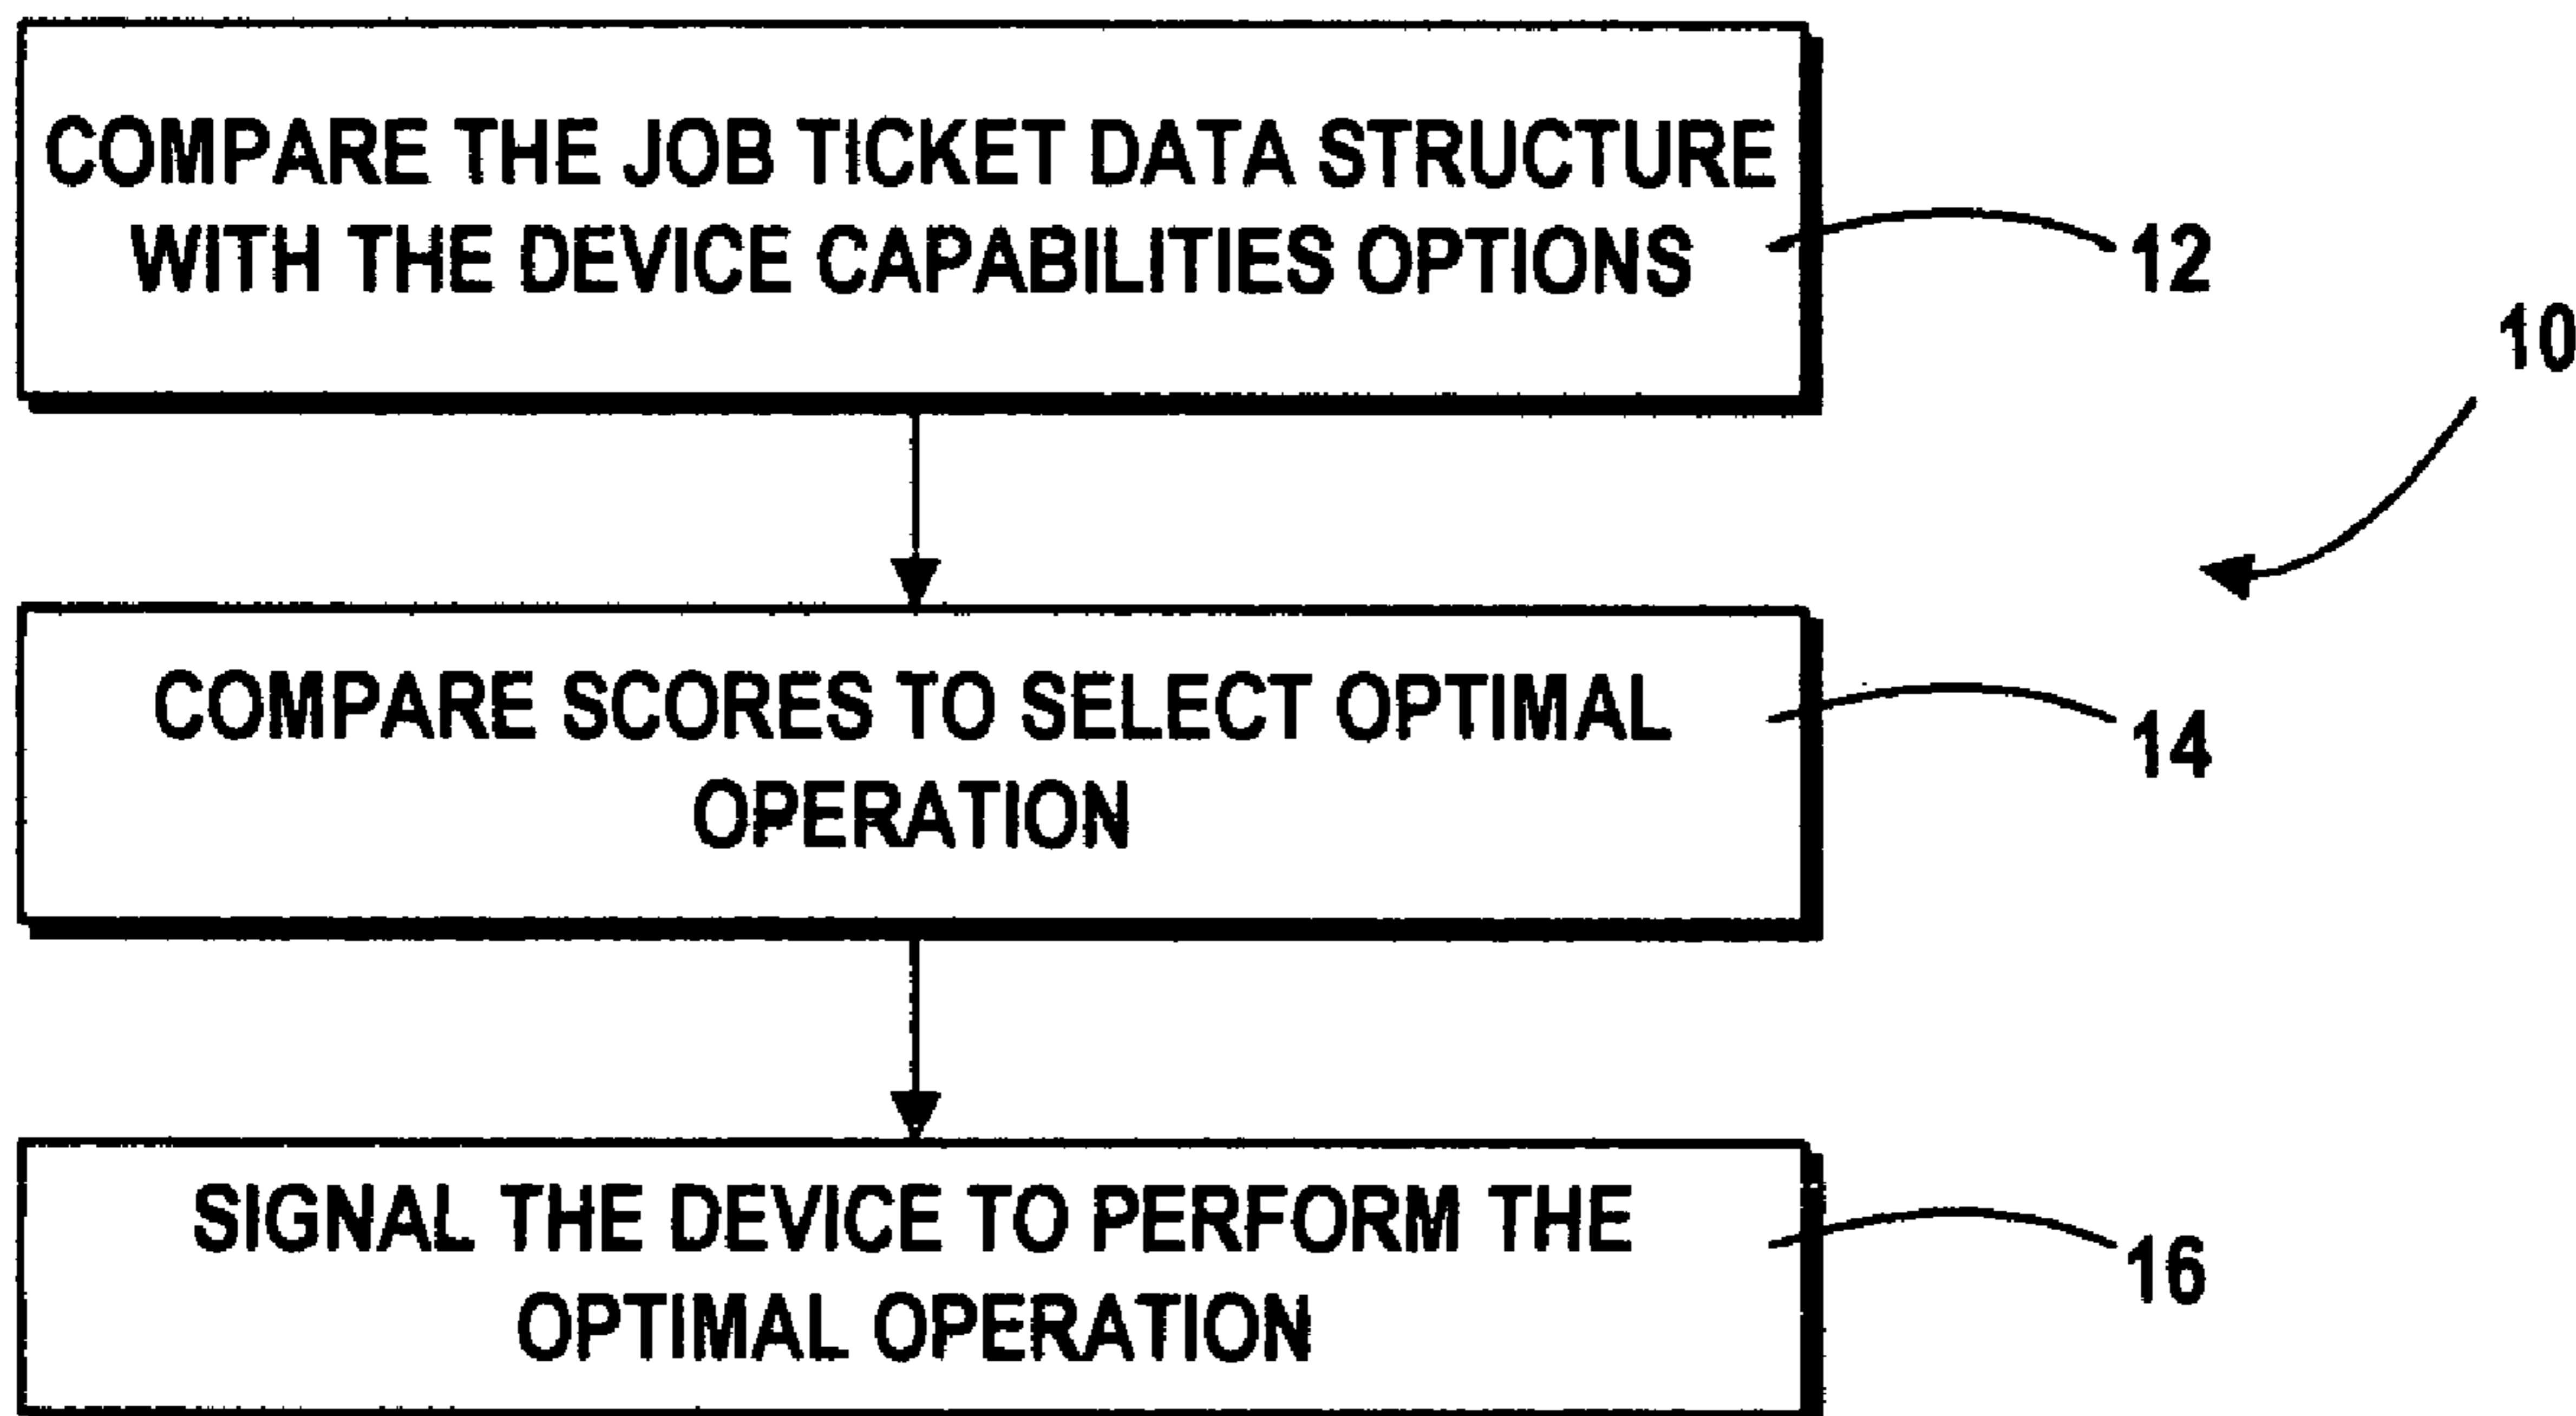 COMPARE THE JOB TICKET DATA STRUCTURE
WITH THE DEVICE CAPABILITIES OPTIONS
12
10
COMPARE SCORES TO SELECT OPTIMAL
OPERATION
14
SIGNAL THE DEVICE TO PERFORM THE
OPTIMAL OPERATION
16